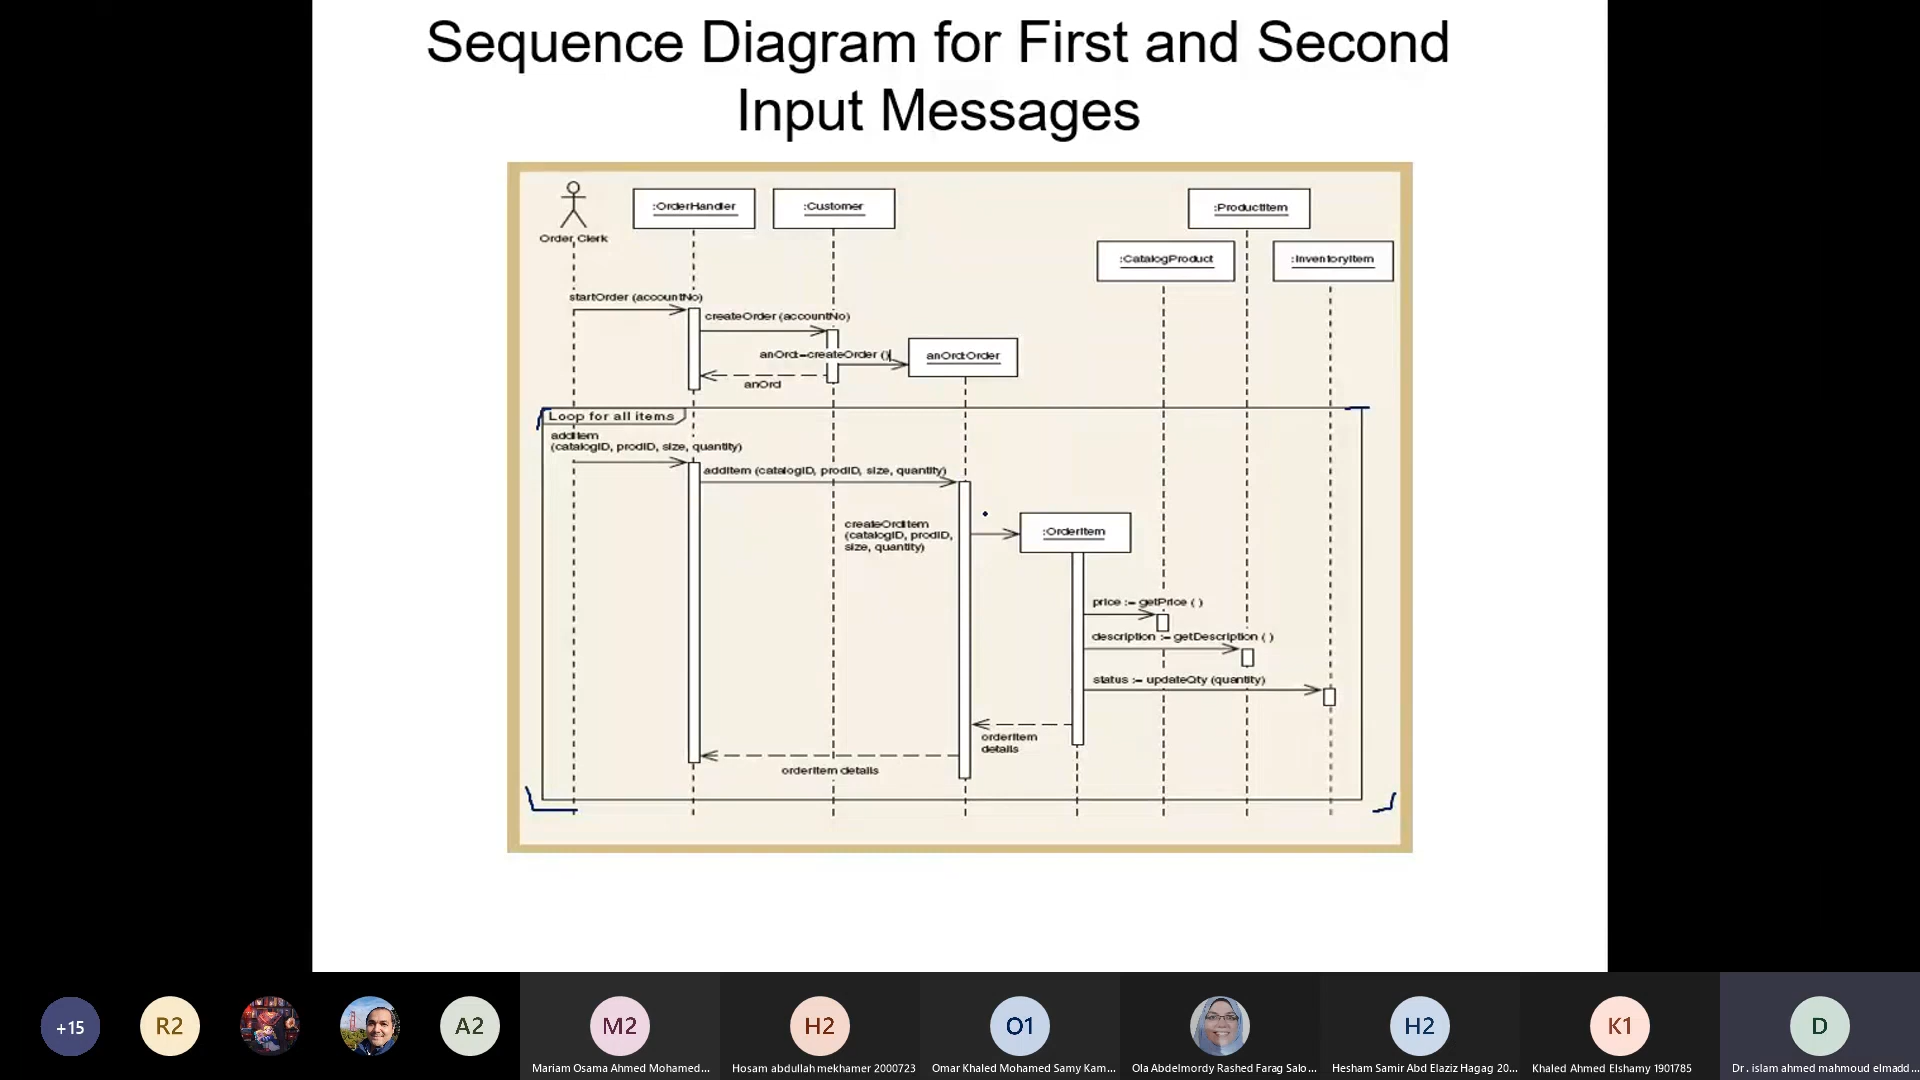 Sequence Diagram for First and Second
Input Messages
:OrderHandler
:Customer
:ProductItem
Order Clerk
:CatalogProduct
:InventoryItem
startOrder (accountNo)
createOrder (accountNo)
anOrd:=createOrder ()
anOrd:Order
anOrd
Loop for all items
addItem
(catalogID, prodID, size, quantity)
addItem (catalogID, prodID, size, quantity)
createOrdItem
(catalogID, prodID,
size, quantity)
:OrderItem
price := getPrice ( )
description := getDescription ( )
status := updateQty (quantity)
orderItem
details
orderItem details
+15
R2
A2
M2
H2
O1
H2
K1
D
Mariam Osama Ahmed Mohamed...
Hosam abdullah mekhamer 2000723
Omar Khaled Mohamed Samy Kam...
Ola Abdelmordy Rashed Farag Salo...
Hesham Samir Abd Elaziz Hagag 20...
Khaled Ahmed Elshamy 1901785
Dr . islam ahmed mahmoud elmadd...